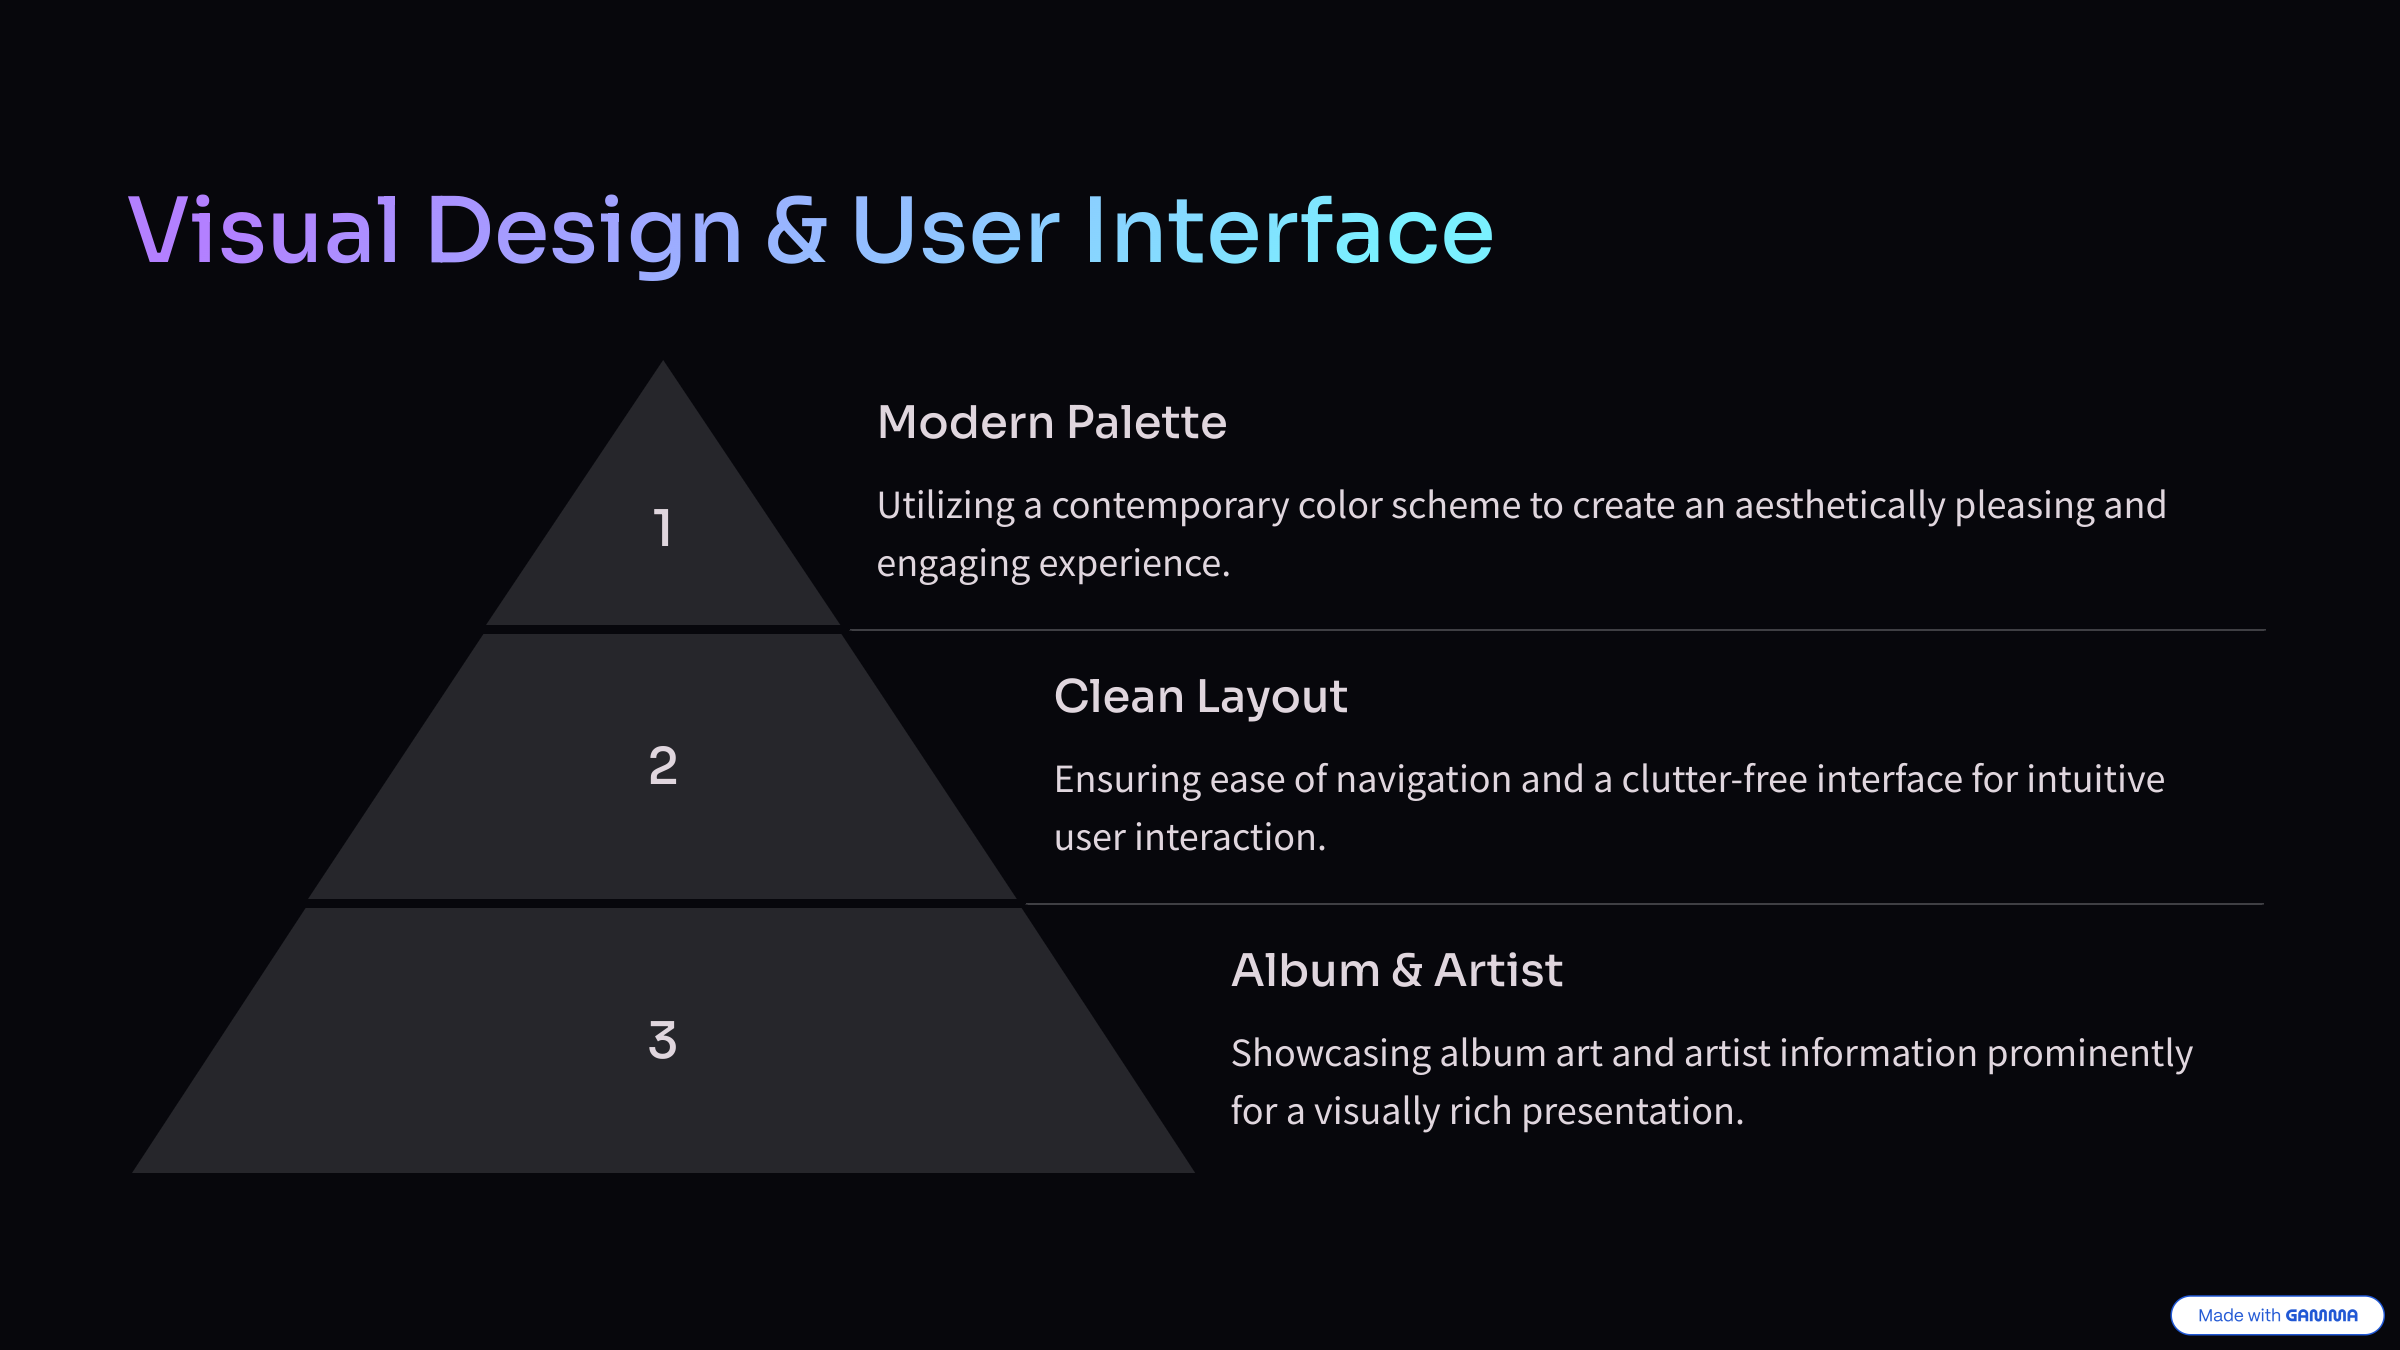 Visual Design & User Interface
1
Modern Palette
Utilizing a contemporary color scheme to create an aesthetically pleasing and
engaging experience.
2
Clean Layout
Ensuring ease of navigation and a clutter-free interface for intuitive
user interaction.
3
Album & Artist
Showcasing album art and artist information prominently
for a visually rich presentation.
Made with GAMMA